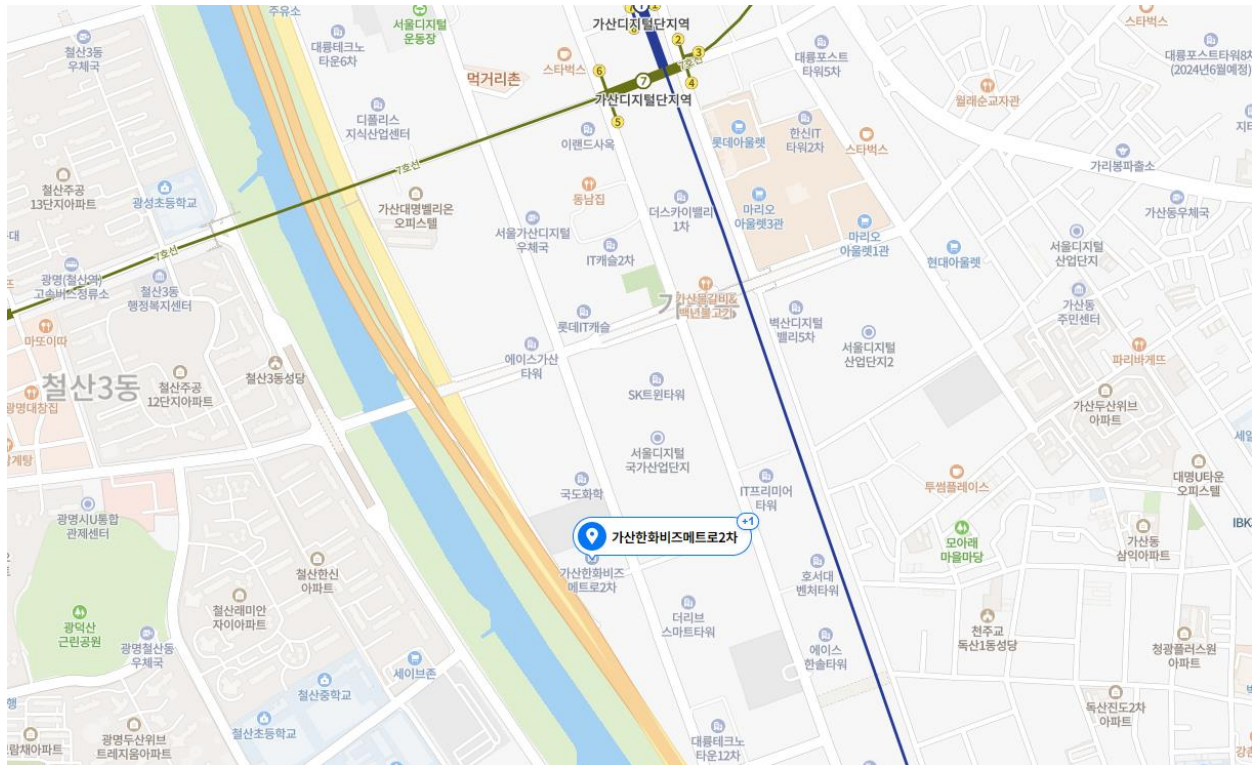 주유소
서울디지털
운동장
가산디지털단지역
스타벅스
철산3동
우체국
대륭테크노
타운6차
먹거리촌
스타벅스
6
2
3
4
7호선
7
가산디지털단지역
5
대륭포스트
타워5차
대륭포스트타워8차
(2024년6월예정)
월래순교자관
디폴리스
지식산업센터
이랜드사옥
롯데아울렛
한신IT
타워2차
스타벅스
가리봉파출소
7호선
철산주공
13단지아파트
광성초등학교
가산대명벨리온
오피스텔
동남집
더스카이밸리
1차
마리오
아울렛3관
가산동우체국
서울가산디지털
우체국
IT캐슬2차
마리오
아울렛1관
현대아울렛
서울디지털
산업단지
7호선
광명(철산역)
고속버스정류소
철산3동
행정복지센터
가산물갈비&
백년불고기
가산동
주민센터
마또이따
롯데IT캐슬
벽산디지털
밸리5차
서울디지털
산업단지2
파리바게뜨
에이스가산
타워
철산3동
철산주공
12단지아파트
철산3동성당
SK트윈타워
가산두산위브
아파트
광명대창집
서울디지털
국가산업단지
국도화학
IT프리미어
타워
투썸플레이스
대명U타운
오피스텔
광명시U통합
관제센터
가산한화비즈메트로2차
+1
모아래
마을마당
가산동
삼익아파트
가산한화비즈
메트로2차
호서대
벤처타워
철산한신
아파트
철산래미안
자이아파트
더리브
스마트타워
천주교
독산1동성당
광덕산
근린공원
광명철산동
우체국
에이스
한솔타워
청광플러스원
아파트
세이브존
철산중학교
독산진도2차
아파트
철산초등학교
광명두산위브
트레지움아파트
대륭테크노
타운12차